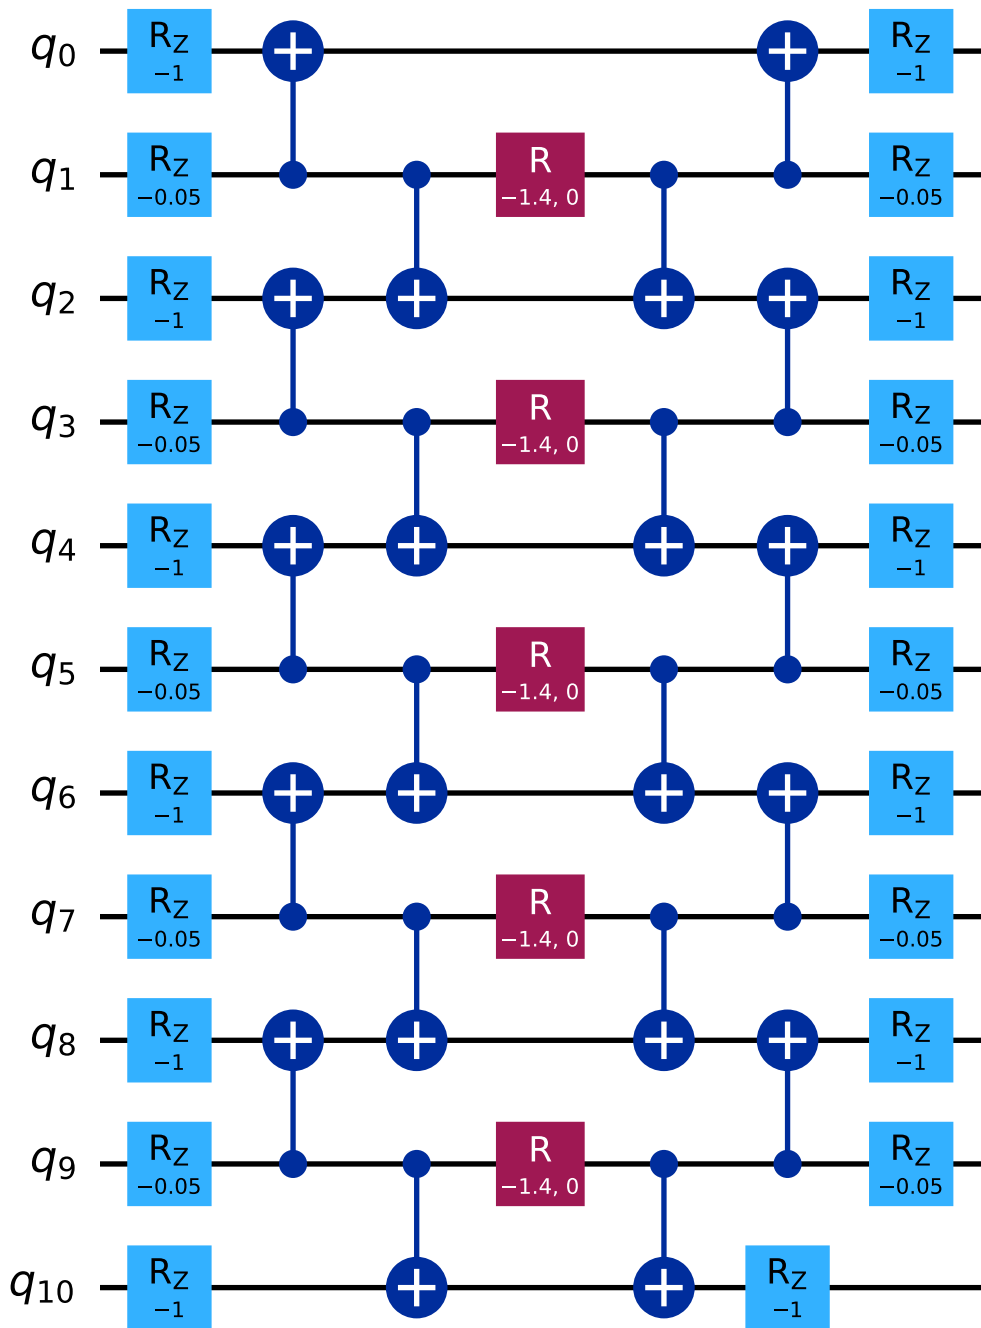 q0 RZ −1 RZ −1
q1 RZ −0.05 R −1.4, 0 RZ −0.05
q2 RZ −1 RZ −1
q3 RZ −0.05 R −1.4, 0 RZ −0.05
q4 RZ −1 RZ −1
q5 RZ −0.05 R −1.4, 0 RZ −0.05
q6 RZ −1 RZ −1
q7 RZ −0.05 R −1.4, 0 RZ −0.05
q8 RZ −1 RZ −1
q9 RZ −0.05 R −1.4, 0 RZ −0.05
q10 RZ −1 RZ −1